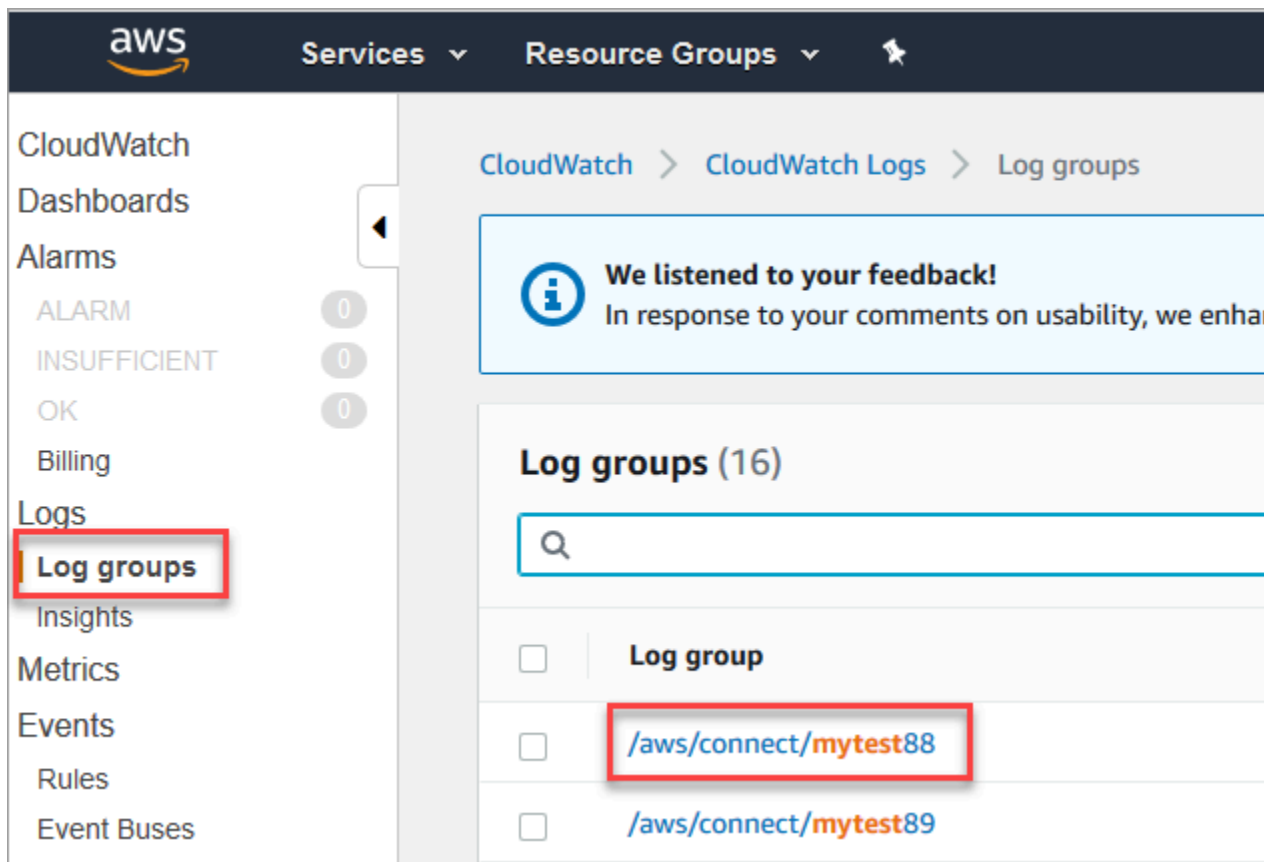 aws
Services
Resource Groups
CloudWatch
Dashboards
Alarms
ALARM 0
INSUFFICIENT 0
OK 0
Billing
Logs
Log groups
Insights
Metrics
Events
Rules
Event Buses
CloudWatch > CloudWatch Logs > Log groups
We listened to your feedback!
In response to your comments on usability, we
Log groups (16)
Log group
/aws/connect/mytest88
/aws/connect/mytest89